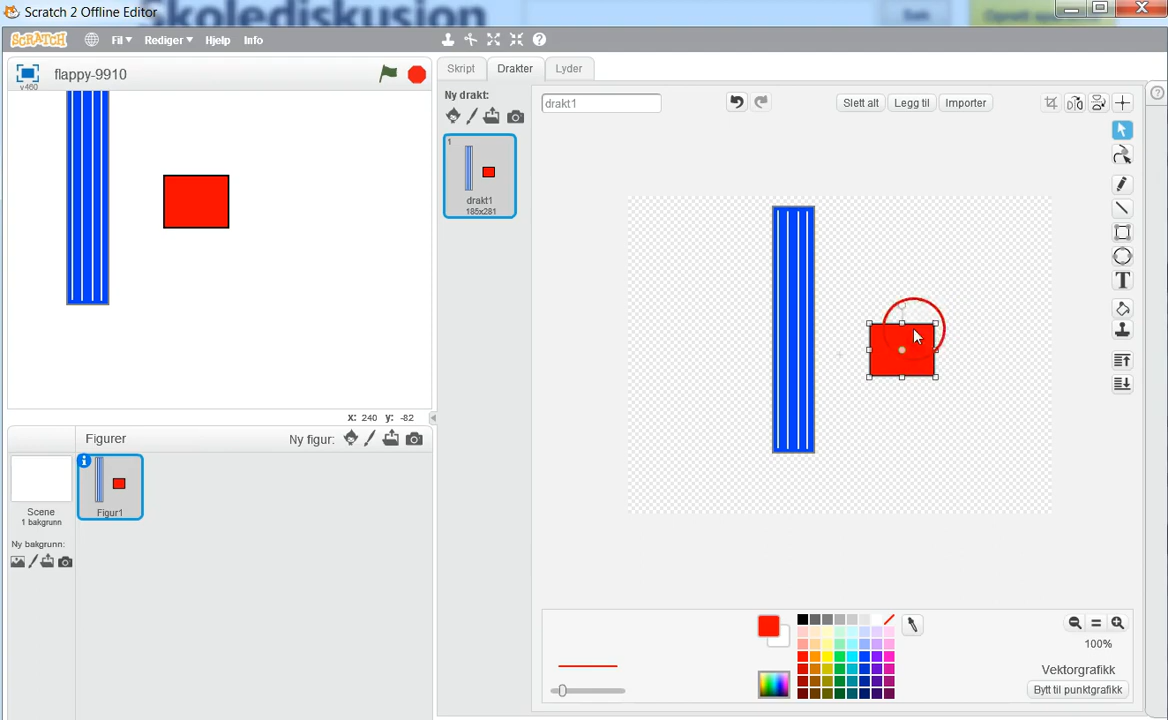 Skolediskusion
Scratch 2 Offline Editor
SCRATCH Fil Rediger Hjelp Info
v460 flappy-9910
Skript Drakter Lyder
Ny drakt:
drakt1
Slett alt Legg til Importer
1
drakt1
185x281
x: 240 y: -82
Figurer Ny figur:
Scene
1 bakgrunn
Figur1
Ny bakgrunn:
100%
Vektorgrafikk
Bytt til punktgrafikk